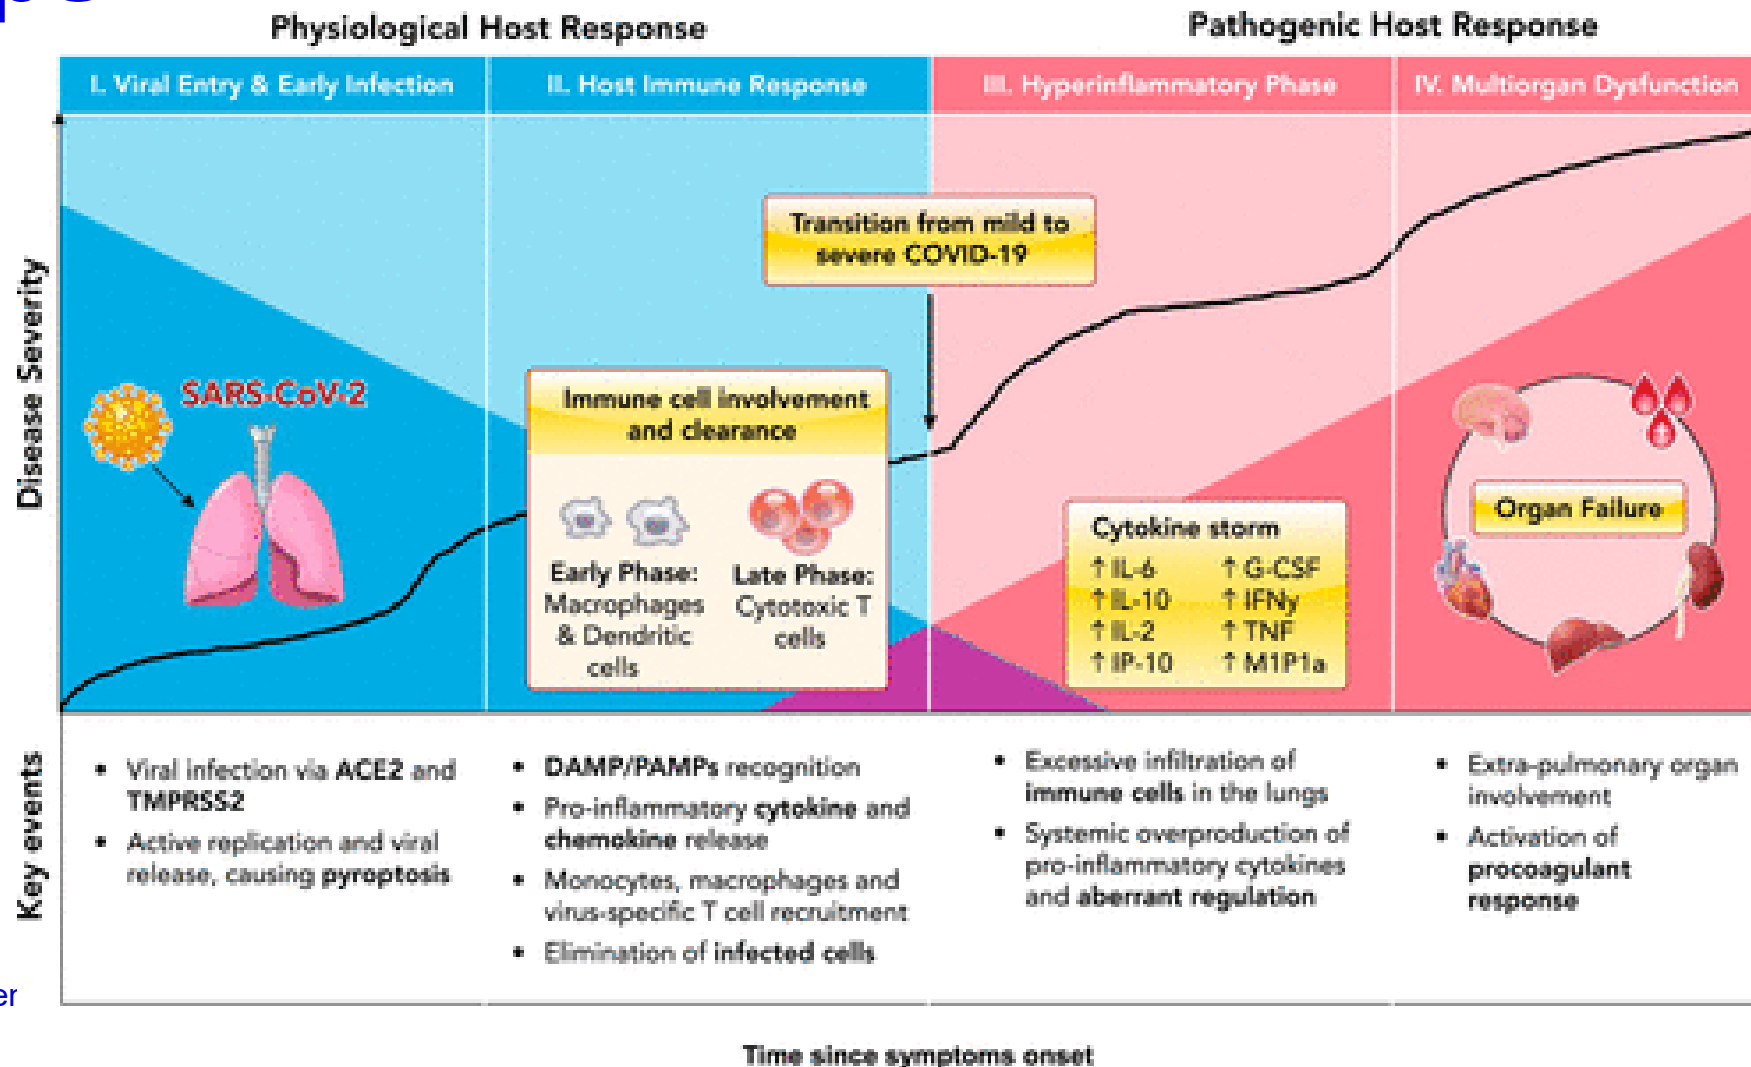 Physiological Host Response
Pathogenic Host Response
I. Viral Entry & Early Infection
II. Host Immune Response
III. Hyperinflammatory Phase
IV. Multiorgan Dysfunction
Disease Severity
Transition from mild to
severe COVID-19
SARS-CoV-2
Immune cell involvement
and clearance
Early Phase:
Macrophages
& Dendritic
cells
Late Phase:
Cytotoxic T
cells
Cytokine storm
↑ IL-6 ↑ G-CSF
↑ IL-10 ↑ IFNy
↑ IL-2 ↑ TNF
↑ IP-10 ↑ M1P1a
Organ Failure
Key events
• Viral infection via ACE2 and
TMPRSS2
• Active replication and viral
release, causing pyroptosis
• DAMP/PAMPs recognition
• Pro-inflammatory cytokine and
chemokine release
• Monocytes, macrophages and
virus-specific T cell recruitment
• Elimination of infected cells
• Excessive infiltration of
immune cells in the lungs
• Systemic overproduction of
pro-inflammatory cytokines
and aberrant regulation
• Extra-pulmonary organ
involvement
• Activation of
procoagulant
response
er
Time since symptoms onset